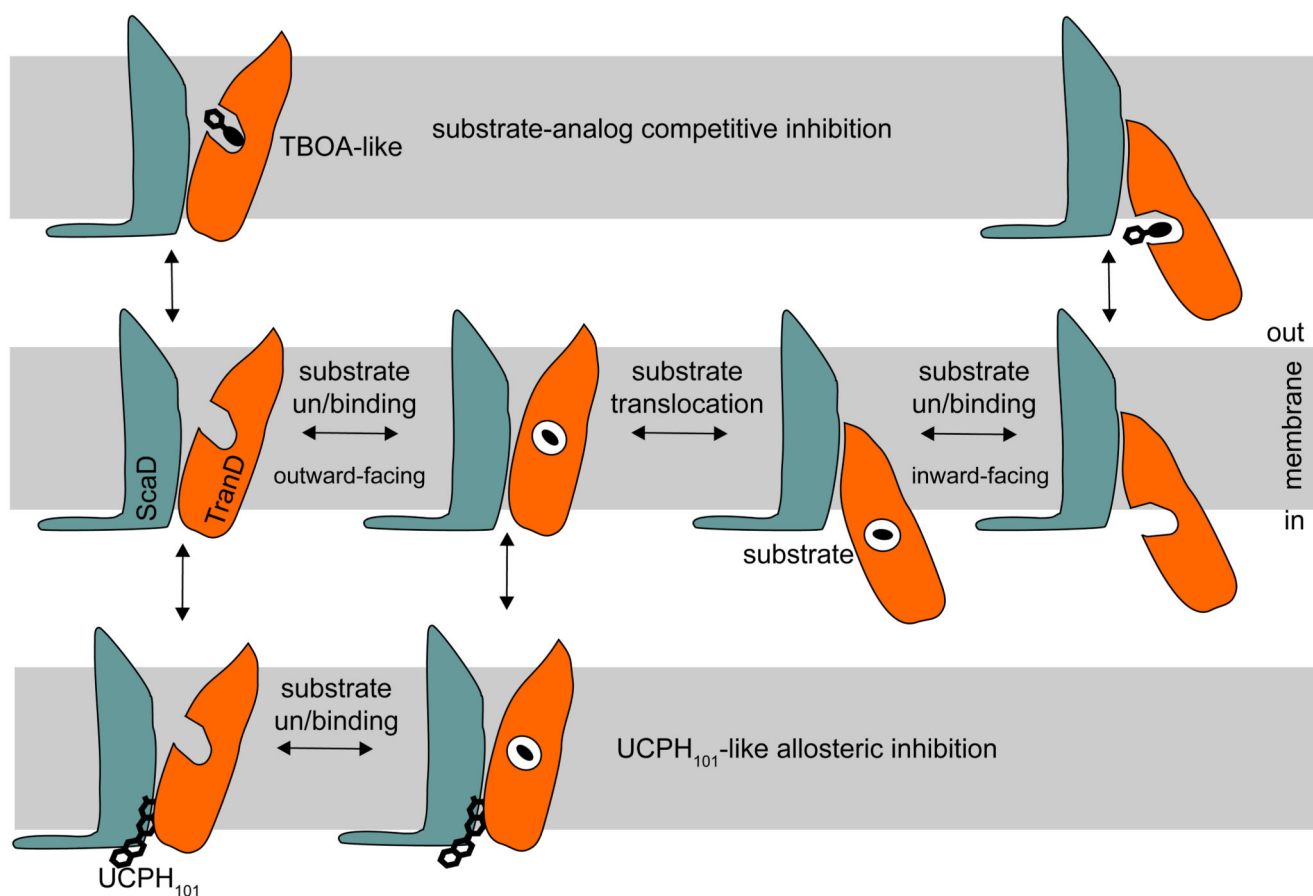 substrate-analog competitive inhibition
TBOA-like
out
substrate
un/binding
substrate
translocation
substrate
un/binding
membrane
ScaD
TranD
outward-facing
inward-facing
in
substrate
substrate
un/binding
UCPH₁₀₁-like allosteric inhibition
UCPH₁₀₁